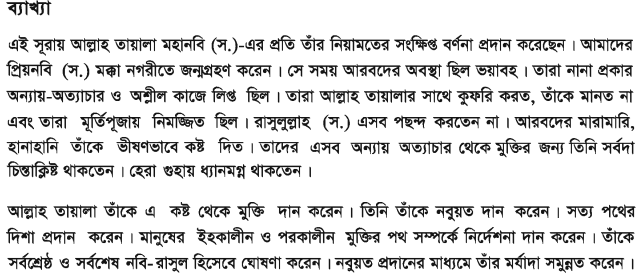 ব্যাখ্যা
এই সূরায় আল্লাহ তায়ালা মহানবি (স.)-এর প্রতি তাঁর নিয়ামতের সংক্ষিপ্ত বর্ণনা প্রদান করেছেন। আমাদের
প্রিয়নবি (স.) মক্কা নগরীতে জন্মগ্রহণ করেন। সে সময় আরবদের অবস্থা ছিল ভয়াবহ। তারা নানা প্রকার
অন্যায়-অত্যাচার ও অশ্লীল কাজে লিপ্ত ছিল। তারা আল্লাহ তায়ালার সাথে কুফরি করত, তাঁকে মানত না
এবং তারা মূর্তিপূজায় নিমজ্জিত ছিল। রাসুলুল্লাহ (স.) এসব পছন্দ করতেন না। আরবদের মারামারি,
হানাহানি তাঁকে ভীষণভাবে কষ্ট দিত। তাদের এসব অন্যায় অত্যাচার থেকে মুক্তির জন্য তিনি সর্বদা
চিন্তাক্লিষ্ট থাকতেন। হেরা গুহায় ধ্যানমগ্ন থাকতেন।
আল্লাহ তায়ালা তাঁকে এ কষ্ট থেকে মুক্তি দান করেন। তিনি তাঁকে নবুয়ত দান করেন। সত্য পথের
দিশা প্রদান করেন। মানুষের ইহকালীন ও পরকালীন মুক্তির পথ সম্পর্কে নির্দেশনা দান করেন। তাঁকে
সর্বশ্রেষ্ঠ ও সর্বশেষ নবি-রাসুল হিসেবে ঘোষণা করেন। নবুয়ত প্রদানের মাধ্যমে তাঁর মর্যাদা সমুন্নত করেন।